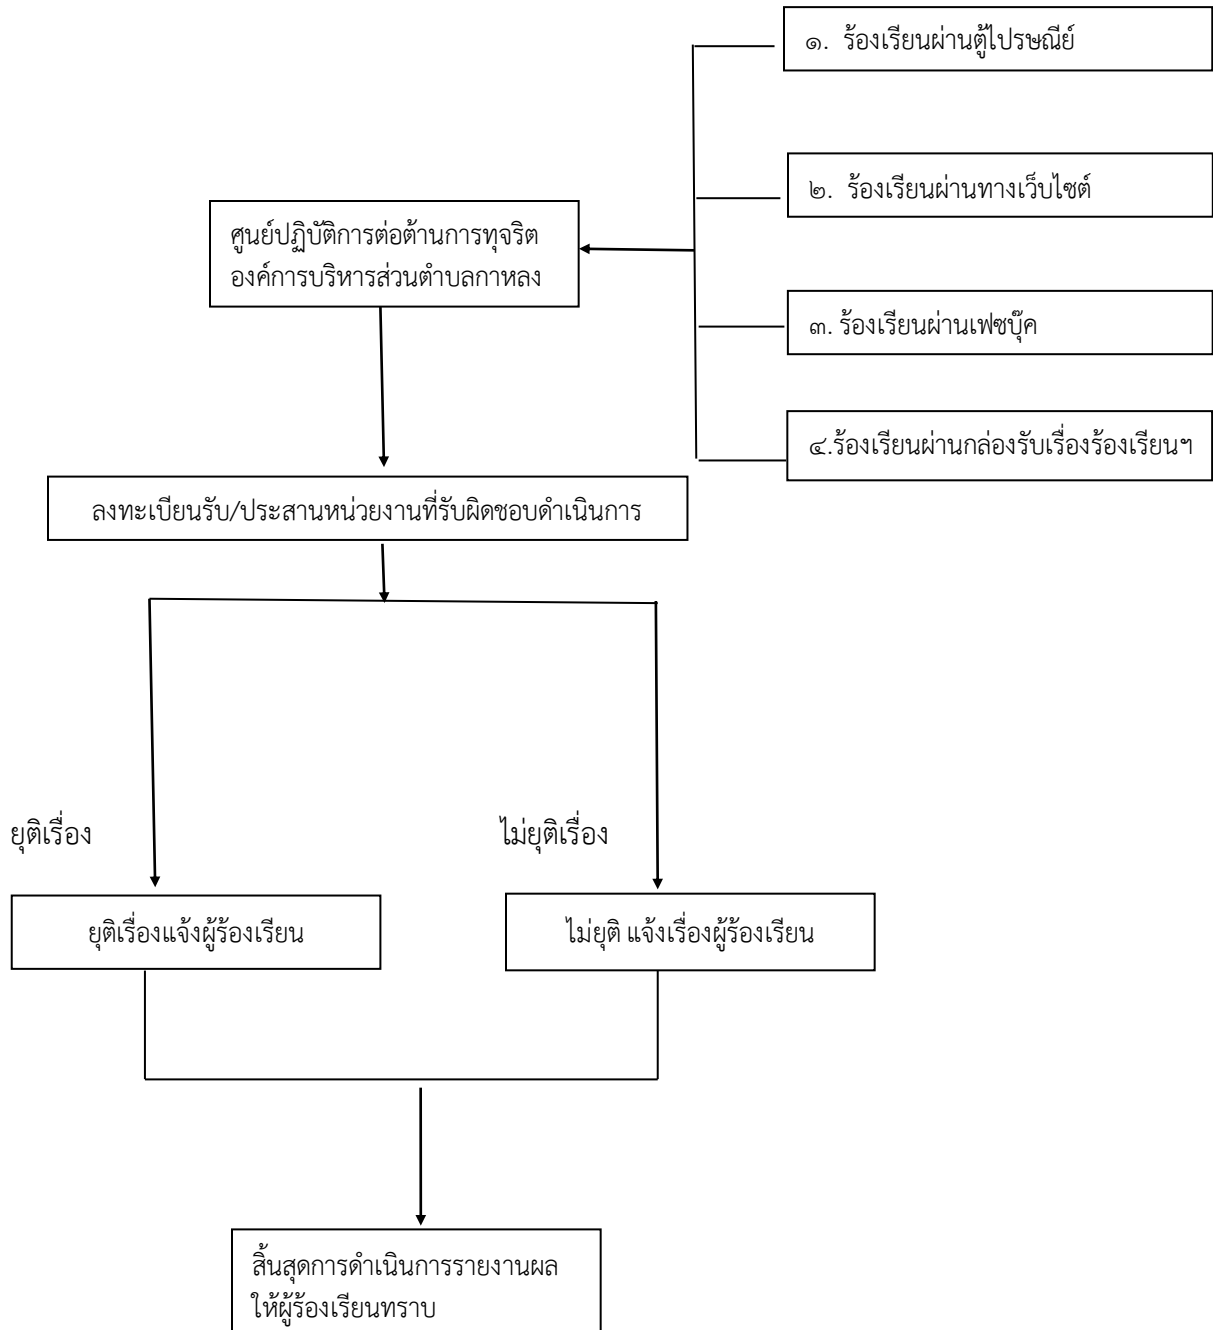 ๑. ร้องเรียนผ่านตู้ไปรษณีย์
๒. ร้องเรียนผ่านทางเว็บไซต์
ศูนย์ปฏิบัติการต่อต้านการทุจริต
องค์การบริหารส่วนตำบลกาหลง
๓. ร้องเรียนผ่านเฟซบุ๊ค
๔.ร้องเรียนผ่านกล่องรับเรื่องร้องเรียนฯ
ลงทะเบียนรับ/ประสานหน่วยงานที่รับผิดชอบดำเนินการ
ยุติเรื่อง
ไม่ยุติเรื่อง
ยุติเรื่องแจ้งผู้ร้องเรียน
ไม่ยุติ แจ้งเรื่องผู้ร้องเรียน
สิ้นสุดการดำเนินการรายงานผล
ให้ผู้ร้องเรียนทราบ